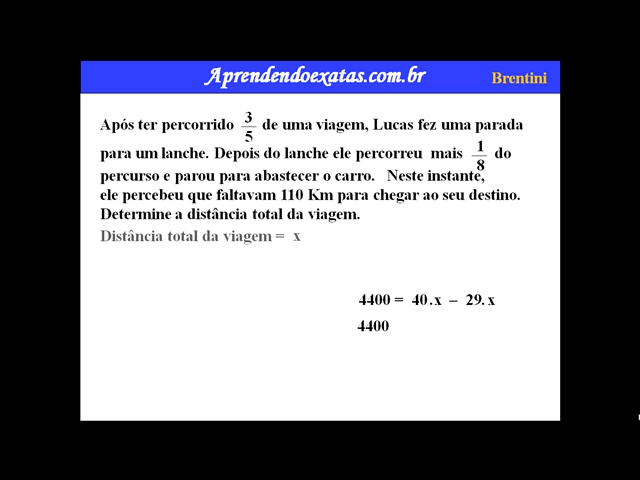 Aprendendoexatas.com.br
Brentini
Após ter percorrido 3/5 de uma viagem, Lucas fez uma parada
para um lanche. Depois do lanche ele percorreu mais 1/8 do
percurso e parou para abastecer o carro. Neste instante,
ele percebeu que faltavam 110 Km para chegar ao seu destino.
Determine a distância total da viagem.
Distância total da viagem = x
4400 = 40.x – 29.x
4400